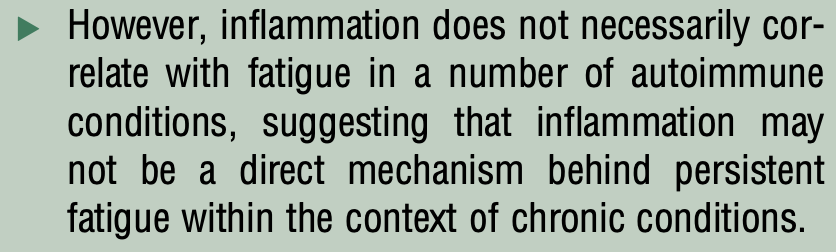 However, inflammation does not necessarily cor-
relate with fatigue in a number of autoimmune
conditions, suggesting that inflammation may
not be a direct mechanism behind persistent
fatigue within the context of chronic conditions.